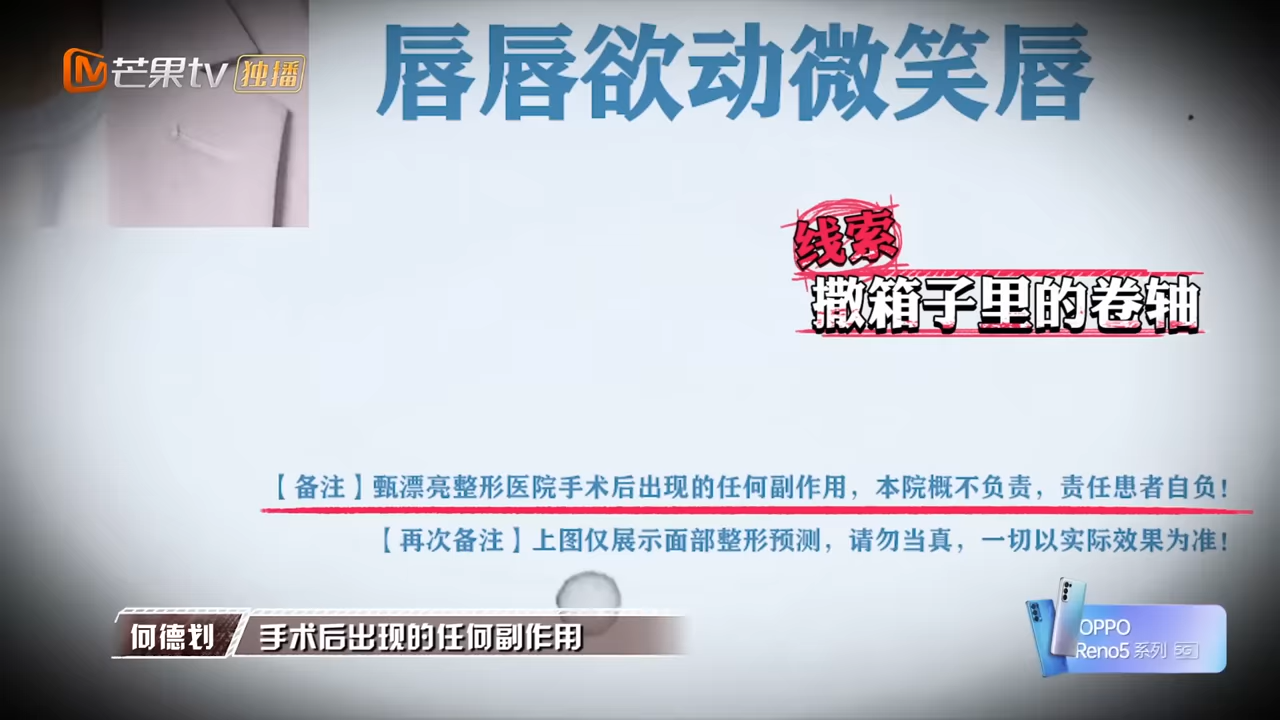 芒果tv 独播
唇唇欲动微笑唇
线索
撒箱子里的卷轴
【备注】甄漂亮整形医院手术后出现的任何副作用，本院概不负责，责任患者自负！
【再次备注】上图仅展示面部整形预测，请勿当真，一切以实际效果为准！
何德划 手术后出现的任何副作用
OPPO
Reno5 系列 5G